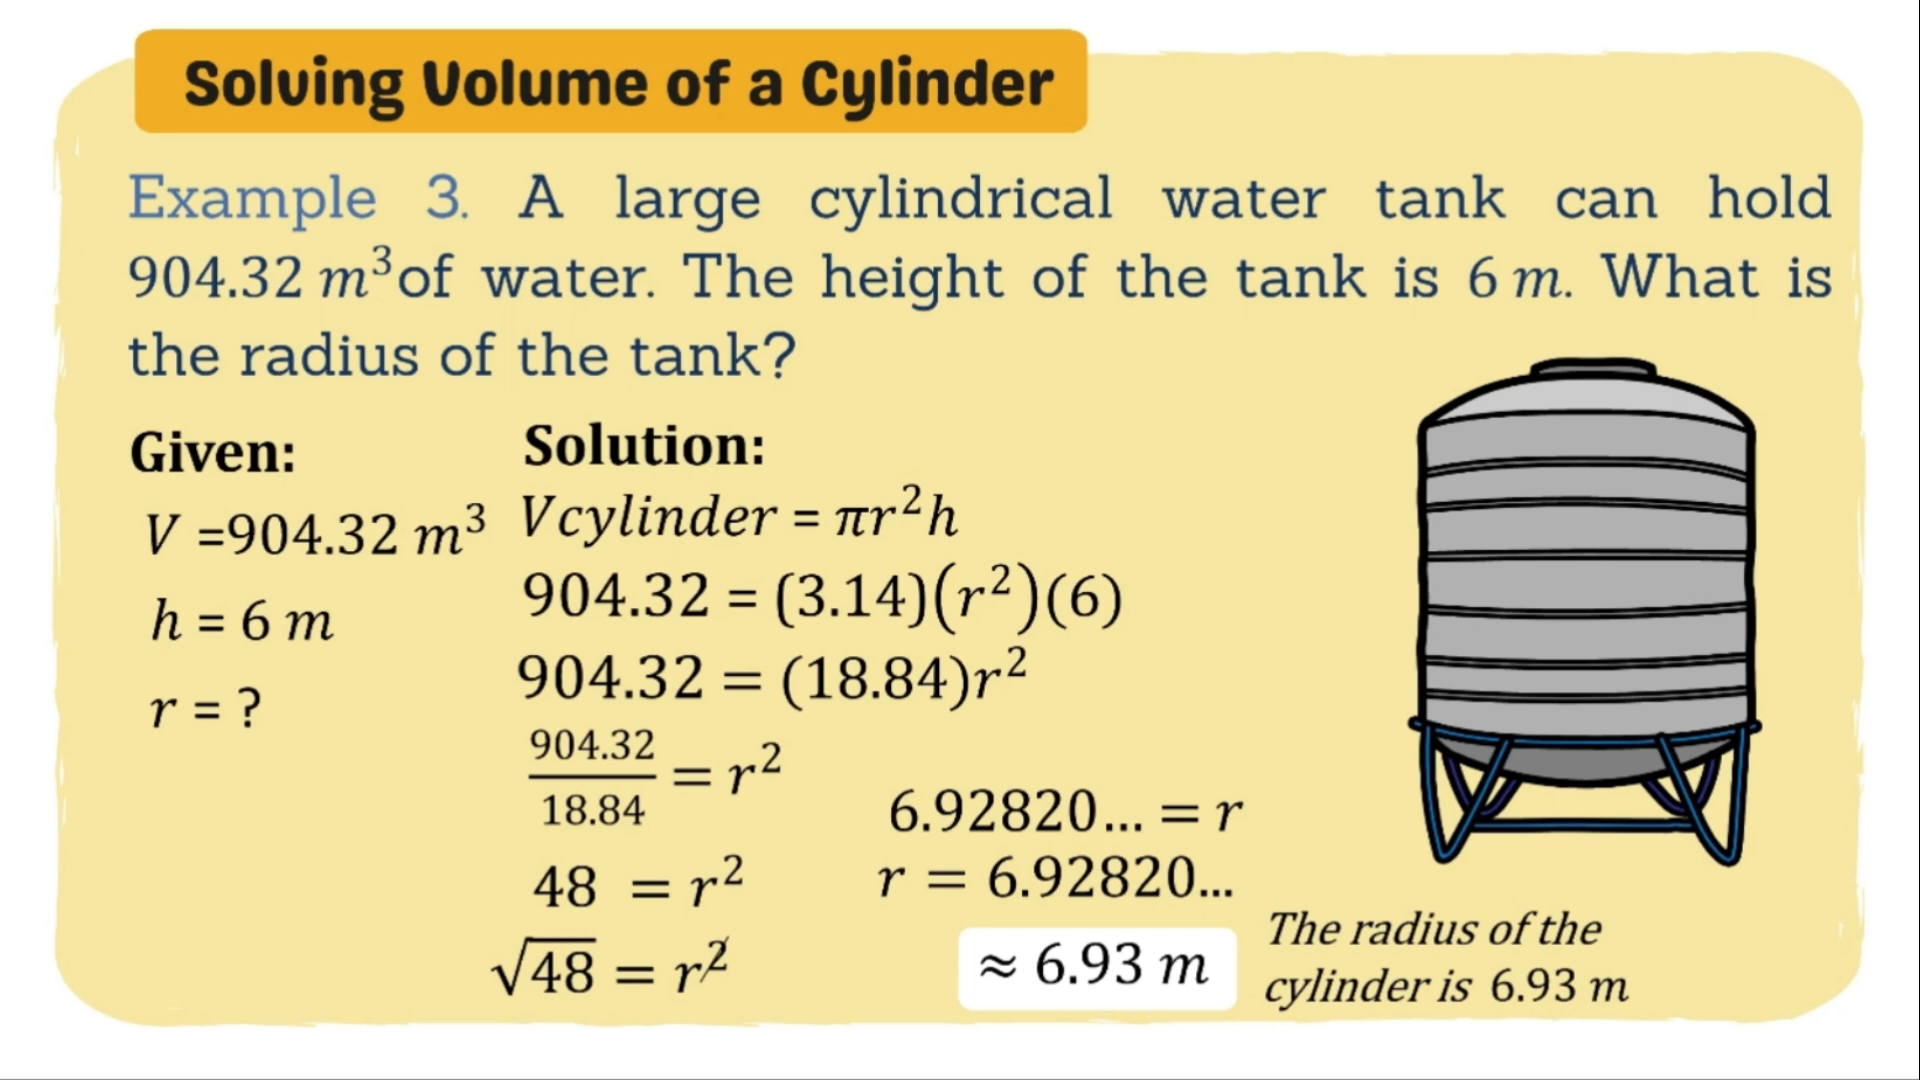 Solving Volume of a Cylinder
Example 3. A large cylindrical water tank can hold
904.32 m³ of water. The height of the tank is 6 m. What is
the radius of the tank?
Given:
V =904.32 m³
h = 6 m
r = ?
Solution:
Vcylinder = πr²h
904.32 = (3.14)(r²)(6)
904.32 = (18.84)r²
904.32/18.84 = r²
48 = r²
√48 = r²
6.92820... = r
r = 6.92820...
≈ 6.93 m
The radius of the
cylinder is 6.93 m